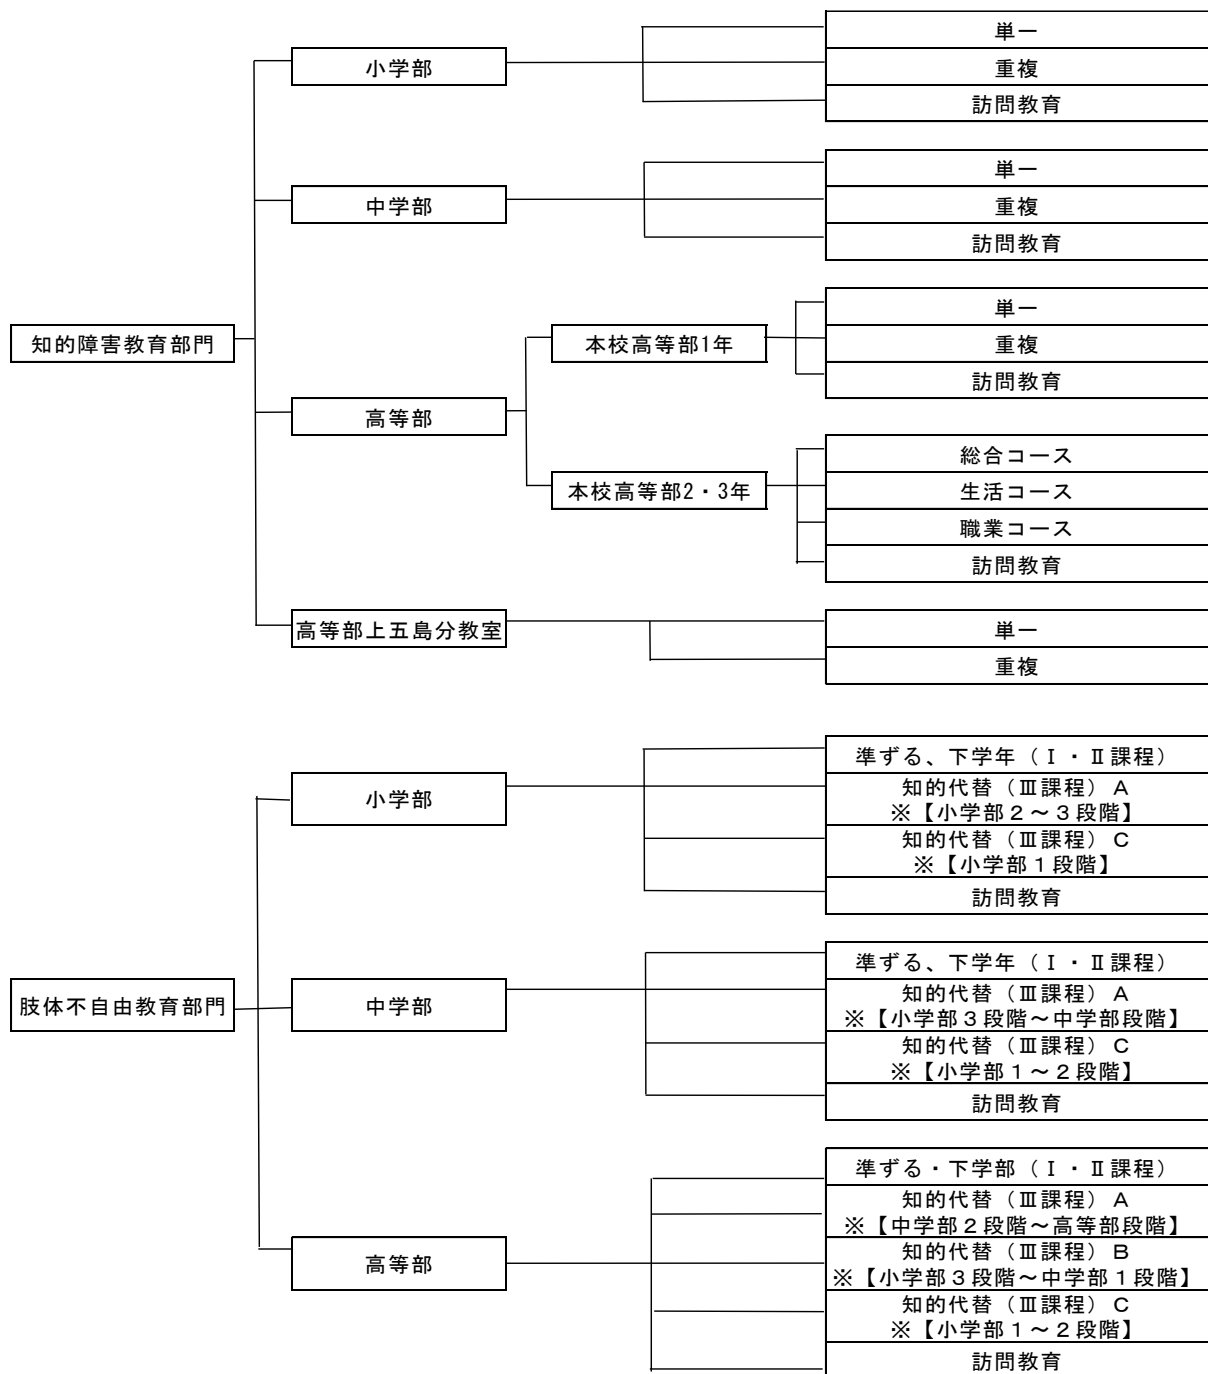 知的障害教育部門
小学部
単一
重複
訪問教育
中学部
単一
重複
訪問教育
高等部
本校高等部1年
単一
重複
訪問教育
本校高等部2・3年
総合コース
生活コース
職業コース
訪問教育
高等部上五島分教室
単一
重複
肢体不自由教育部門
小学部
準ずる、下学年（Ⅰ・Ⅱ課程）
知的代替（Ⅲ課程）Ａ
※【小学部２～３段階】
知的代替（Ⅲ課程）Ｃ
※【小学部１段階】
訪問教育
中学部
準ずる、下学年（Ⅰ・Ⅱ課程）
知的代替（Ⅲ課程）Ａ
※【小学部３段階～中学部段階】
知的代替（Ⅲ課程）Ｃ
※【小学部１～２段階】
訪問教育
高等部
準ずる・下学部（Ⅰ・Ⅱ課程）
知的代替（Ⅲ課程）Ａ
※【中学部２段階～高等部段階】
知的代替（Ⅲ課程）Ｂ
※【小学部３段階～中学部１段階】
知的代替（Ⅲ課程）Ｃ
※【小学部１～２段階】
訪問教育